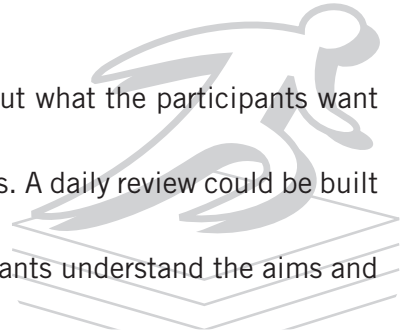 ut what the participants want
s. A daily review could be built
ants understand the aims and